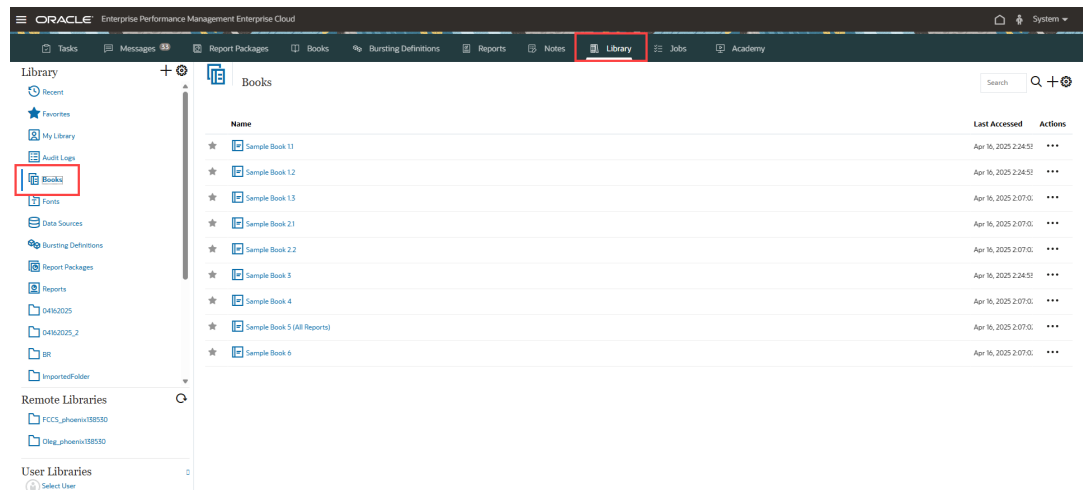 ORACLE Enterprise Performance Management Enterprise Cloud System
Tasks Messages 53 Report Packages Books Bursting Definitions Reports Notes Library Jobs Academy
Library
Recent
Favorites
My Library
Audit Logs
Books
Fonts
Data Sources
Bursting Definitions
Report Packages
Reports
04162025
04162025_2
BR
ImportedFolder
Remote Libraries
FCCS_phoenix138530
Oleg_phoenix138530
User Libraries
Select User
Books
Search
Name Last Accessed Actions
Sample Book 1.1 Apr 16, 2025 2:24:5
Sample Book 1.2 Apr 16, 2025 2:24:5
Sample Book 1.3 Apr 16, 2025 2:07:0
Sample Book 2.1 Apr 16, 2025 2:07:0
Sample Book 2.2 Apr 16, 2025 2:07:0
Sample Book 3 Apr 16, 2025 2:24:5
Sample Book 4 Apr 16, 2025 2:07:0
Sample Book 5 (All Reports) Apr 16, 2025 2:07:0
Sample Book 6 Apr 16, 2025 2:07:0